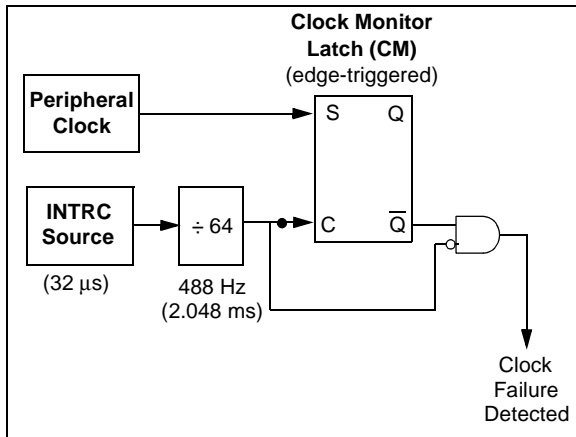 Clock Monitor
Latch (CM)
(edge-triggered)
Peripheral
Clock
S Q
INTRC
Source
÷ 64
C Q̅
(32 μs)
488 Hz
(2.048 ms)
Clock
Failure
Detected